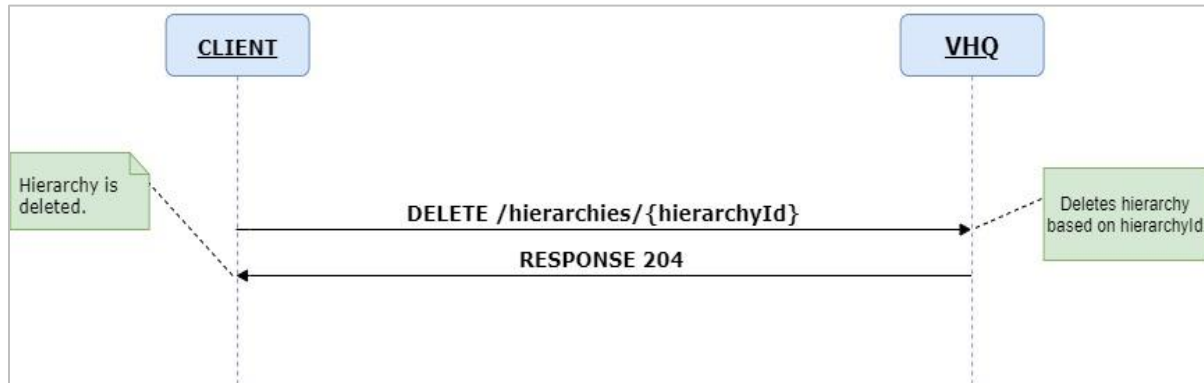 CLIENT
VHQ
Hierarchy is
deleted.
DELETE /hierarchies/{hierarchyId}
Deletes hierarchy
based on hierarchyId
RESPONSE 204